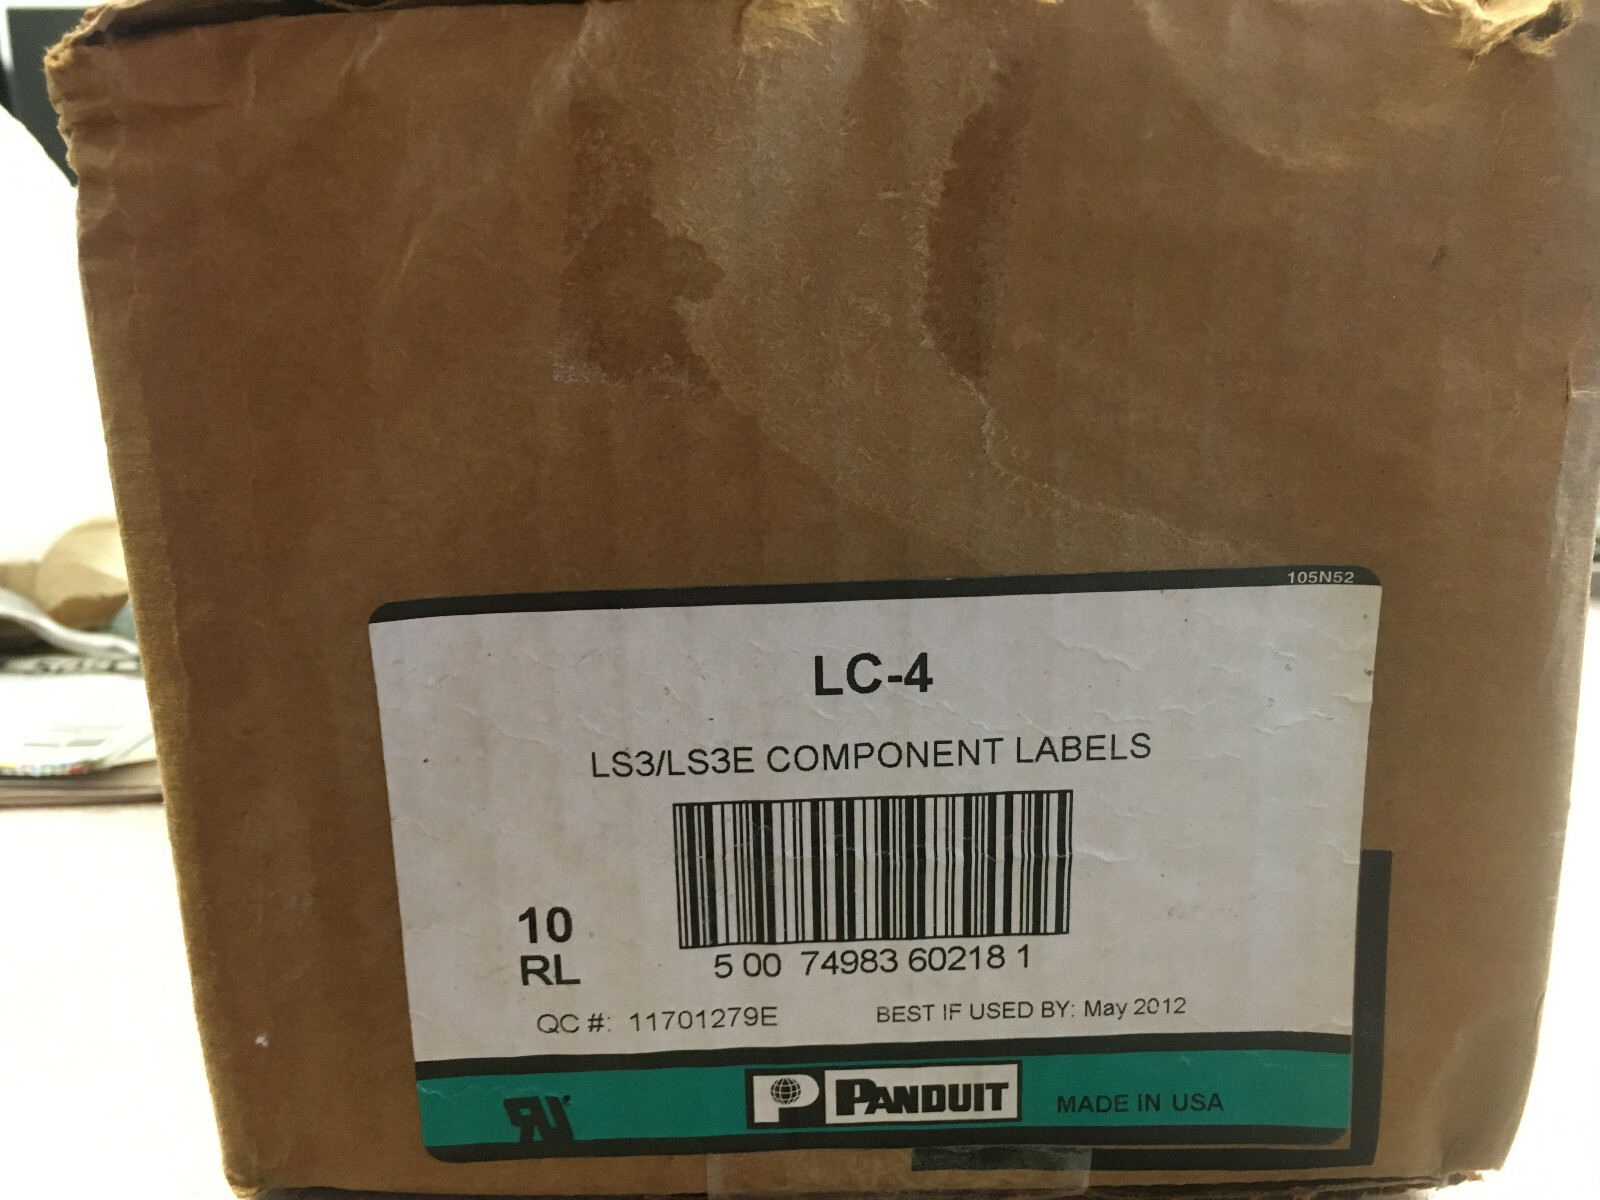 105N52
LC-4
LS3/LS3E COMPONENT LABELS
10
RL
5 00 74983 60218 1
QC #: 11701279E
BEST IF USED BY: May 2012
P PANDUIT
MADE IN USA